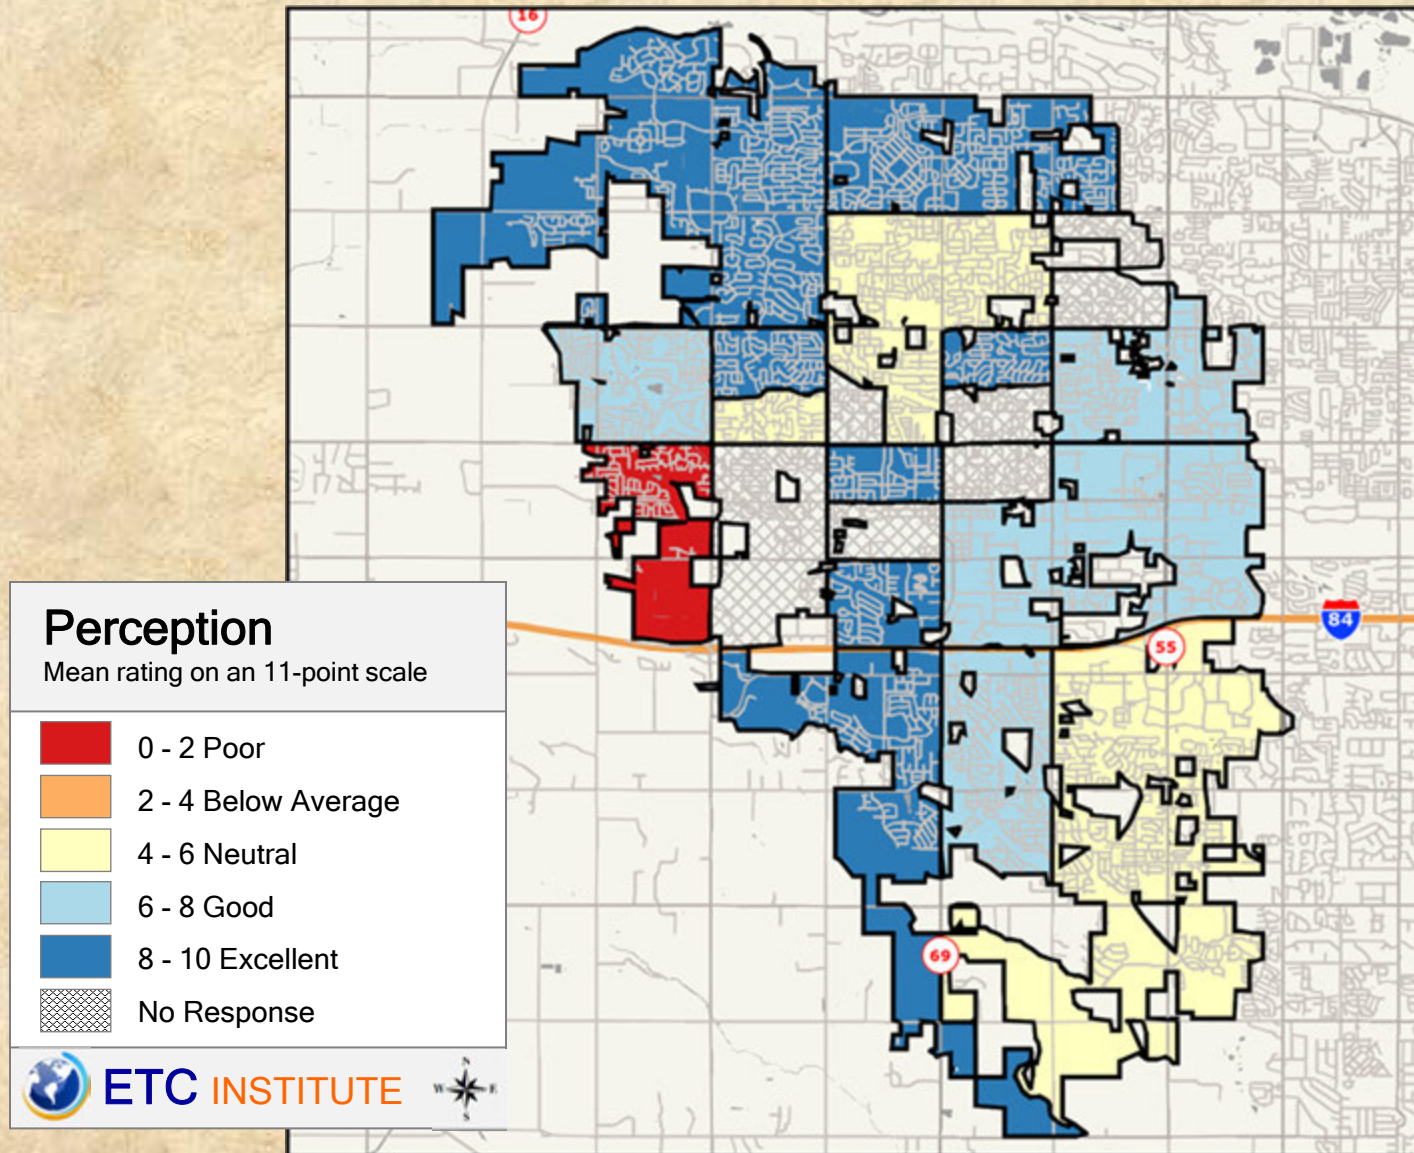 16
84
55
69
Perception
Mean rating on an 11-point scale
0 - 2 Poor
2 - 4 Below Average
4 - 6 Neutral
6 - 8 Good
8 - 10 Excellent
No Response
ETC INSTITUTE
N
W E
S